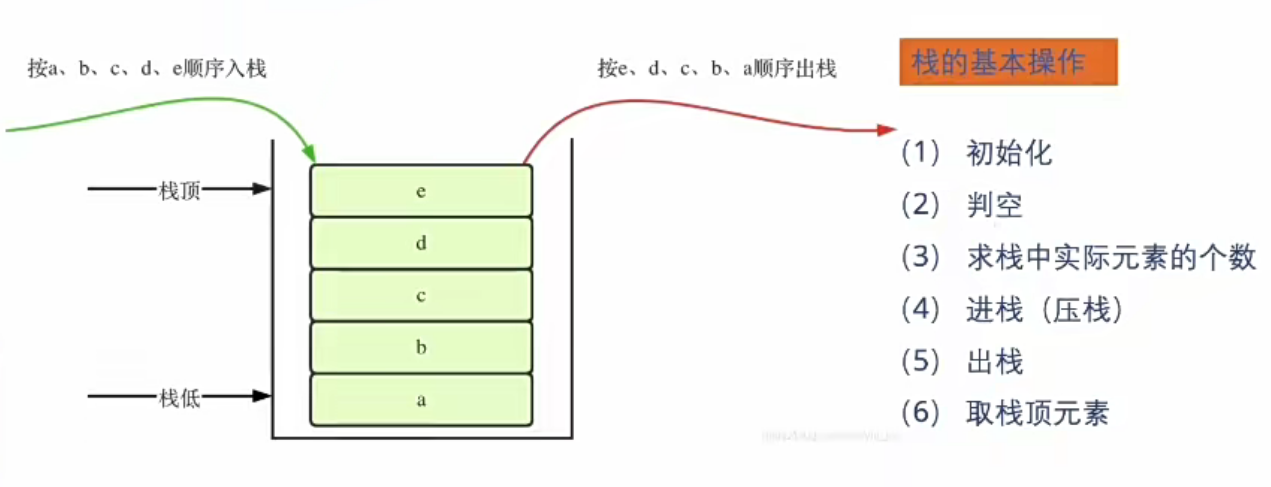 按a、b、c、d、e顺序入栈
按e、d、c、b、a顺序出栈
栈的基本操作
栈顶
e
d
c
b
a
栈低
（1） 初始化
（2） 判空
（3） 求栈中实际元素的个数
（4） 进栈（压栈）
（5） 出栈
（6） 取栈顶元素